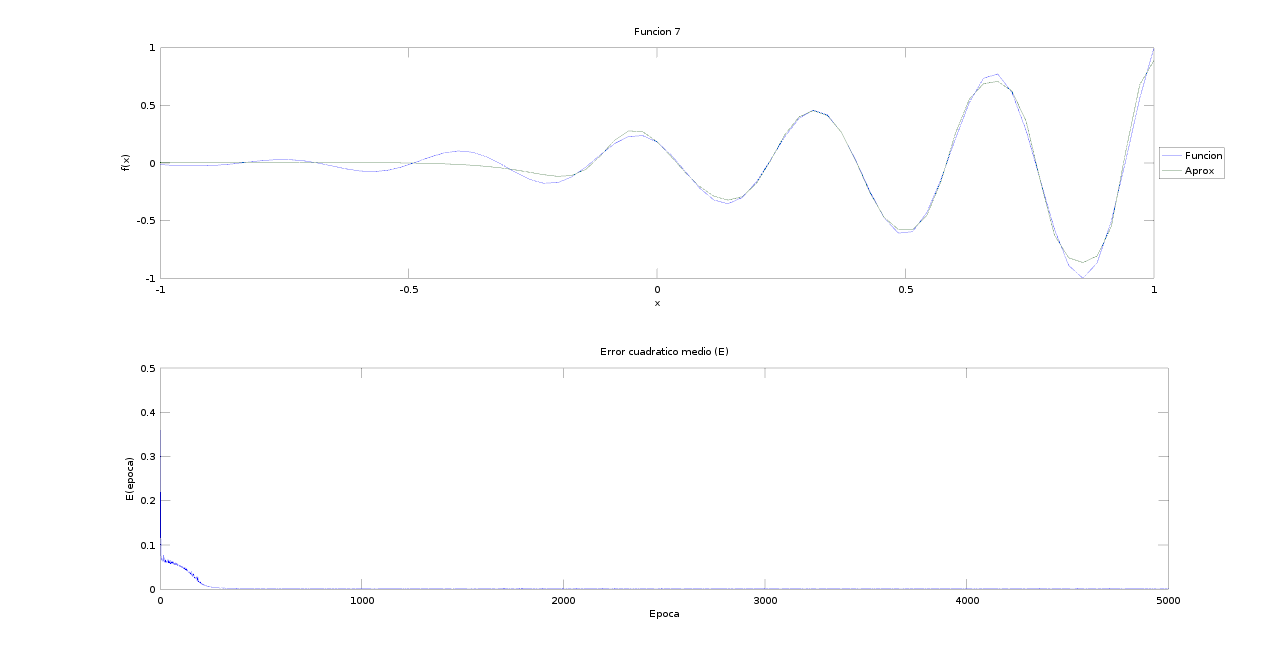 Funcion 7
1
0.5
0
-0.5
-1
f(x)
-1 -0.5 0 0.5 1
x
Funcion
Aprox
Error cuadratico medio (E)
0.5
0.4
0.3
0.2
0.1
0
E(epoca)
0 1000 2000 3000 4000 5000
Epoca